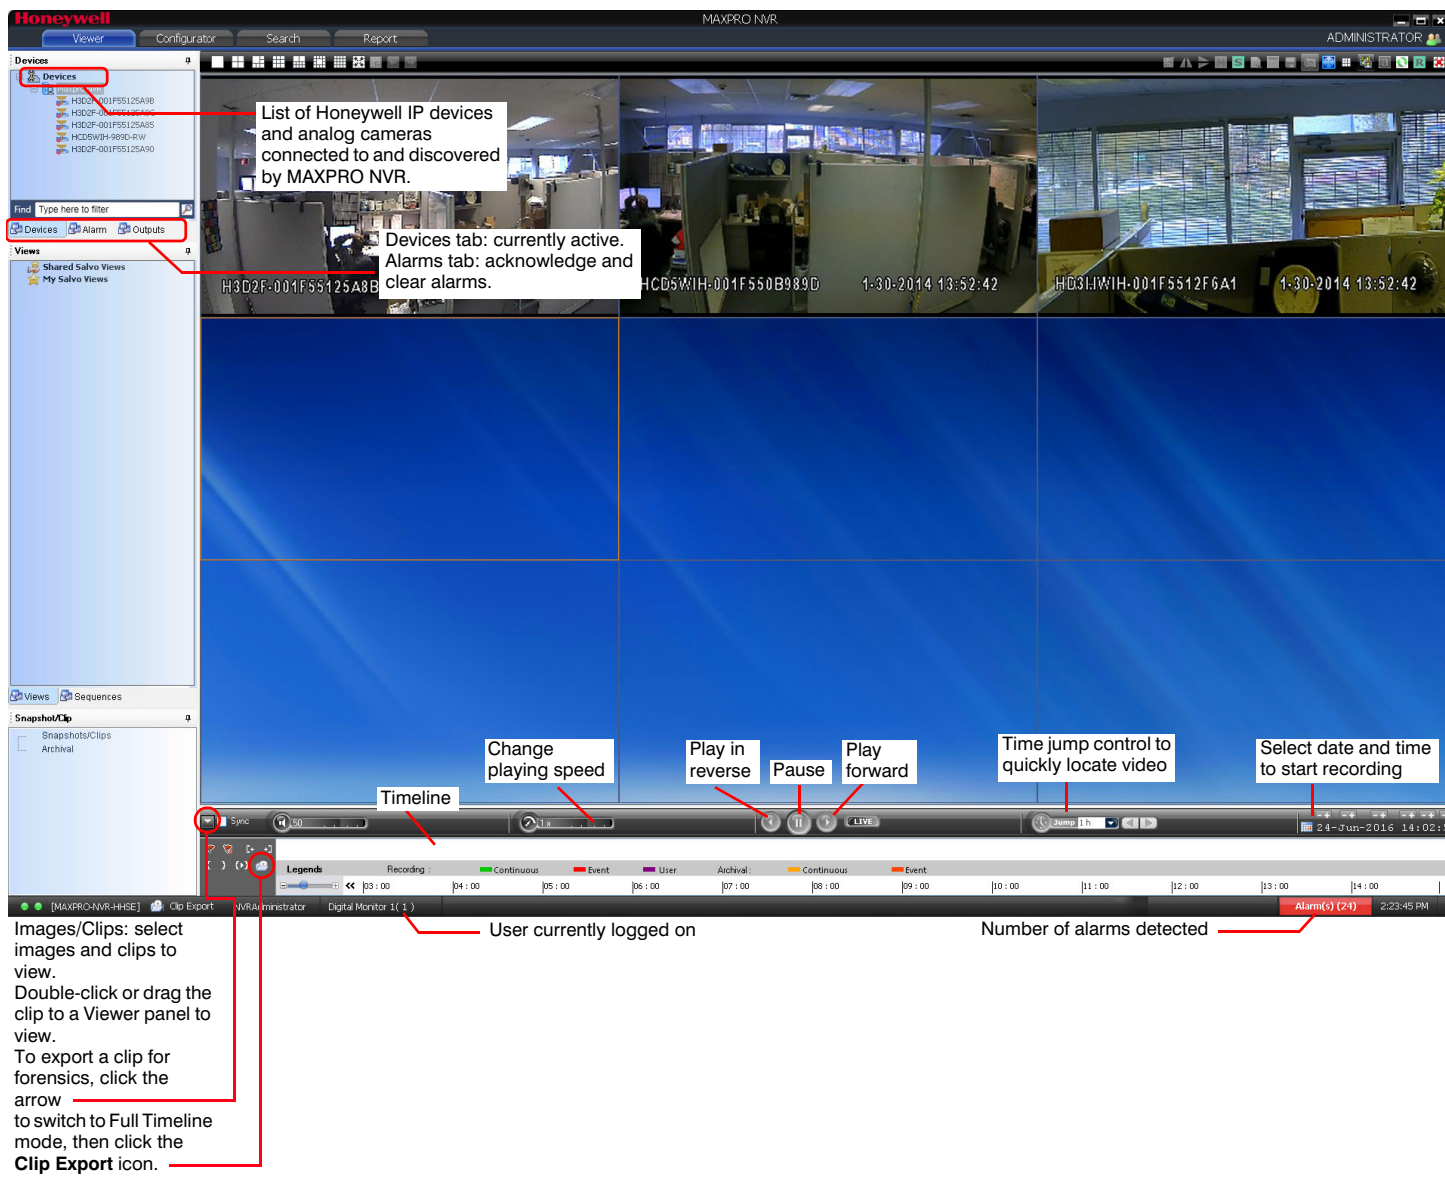 Honeywell
MAXPRO NVR
Viewer
Configurator
Search
Report
ADMINISTRATOR
Devices
Devices
H3D2F-001F55125A9B
H3D2F-001F55125A85
HCD5WIH-989D-RW
H3D2F-001F55125A90
List of Honeywell IP devices
and analog cameras
connected to and discovered
by MAXPRO NVR.
Find
Type here to filter
Devices
Alarm
Outputs
Devices tab: currently active.
Alarms tab: acknowledge and
clear alarms.
Views
Shared Salvo Views
My Salvo Views
H3D2F-001F55125A8B
HCD5WIH-001F550B989D
1-30-2014 13:52:42
HD3UWIH-001F5512F6A1
1-30-2014 13:52:42
Views
Sequences
Snapshot/Clip
Snapshots/Clips
Archival
Change
playing speed
Play in
reverse
Pause
Play
forward
Time jump control to
quickly locate video
Select date and time
to start recording
Timeline
Sync
50
1x
LIVE
Jump
1 h
24-Jun-2016 14:02:
Legends
Recording :
Continuous
Event
User
Archival :
Continuous
Event
03 : 00
04 : 00
05 : 00
06 : 00
07 : 00
08 : 00
09 : 00
10 : 00
11 : 00
12 : 00
13 : 00
14 : 00
[MAXPRO-NVR-HHSE]
Clip Export
NVRAdministrator
Digital Monitor 1( 1 )
Alarm(s) (24)
2:23:45 PM
User currently logged on
Number of alarms detected
Images/Clips: select
images and clips to
view.
Double-click or drag the
clip to a Viewer panel to
view.
To export a clip for
forensics, click the
arrow
to switch to Full Timeline
mode, then click the
Clip Export icon.